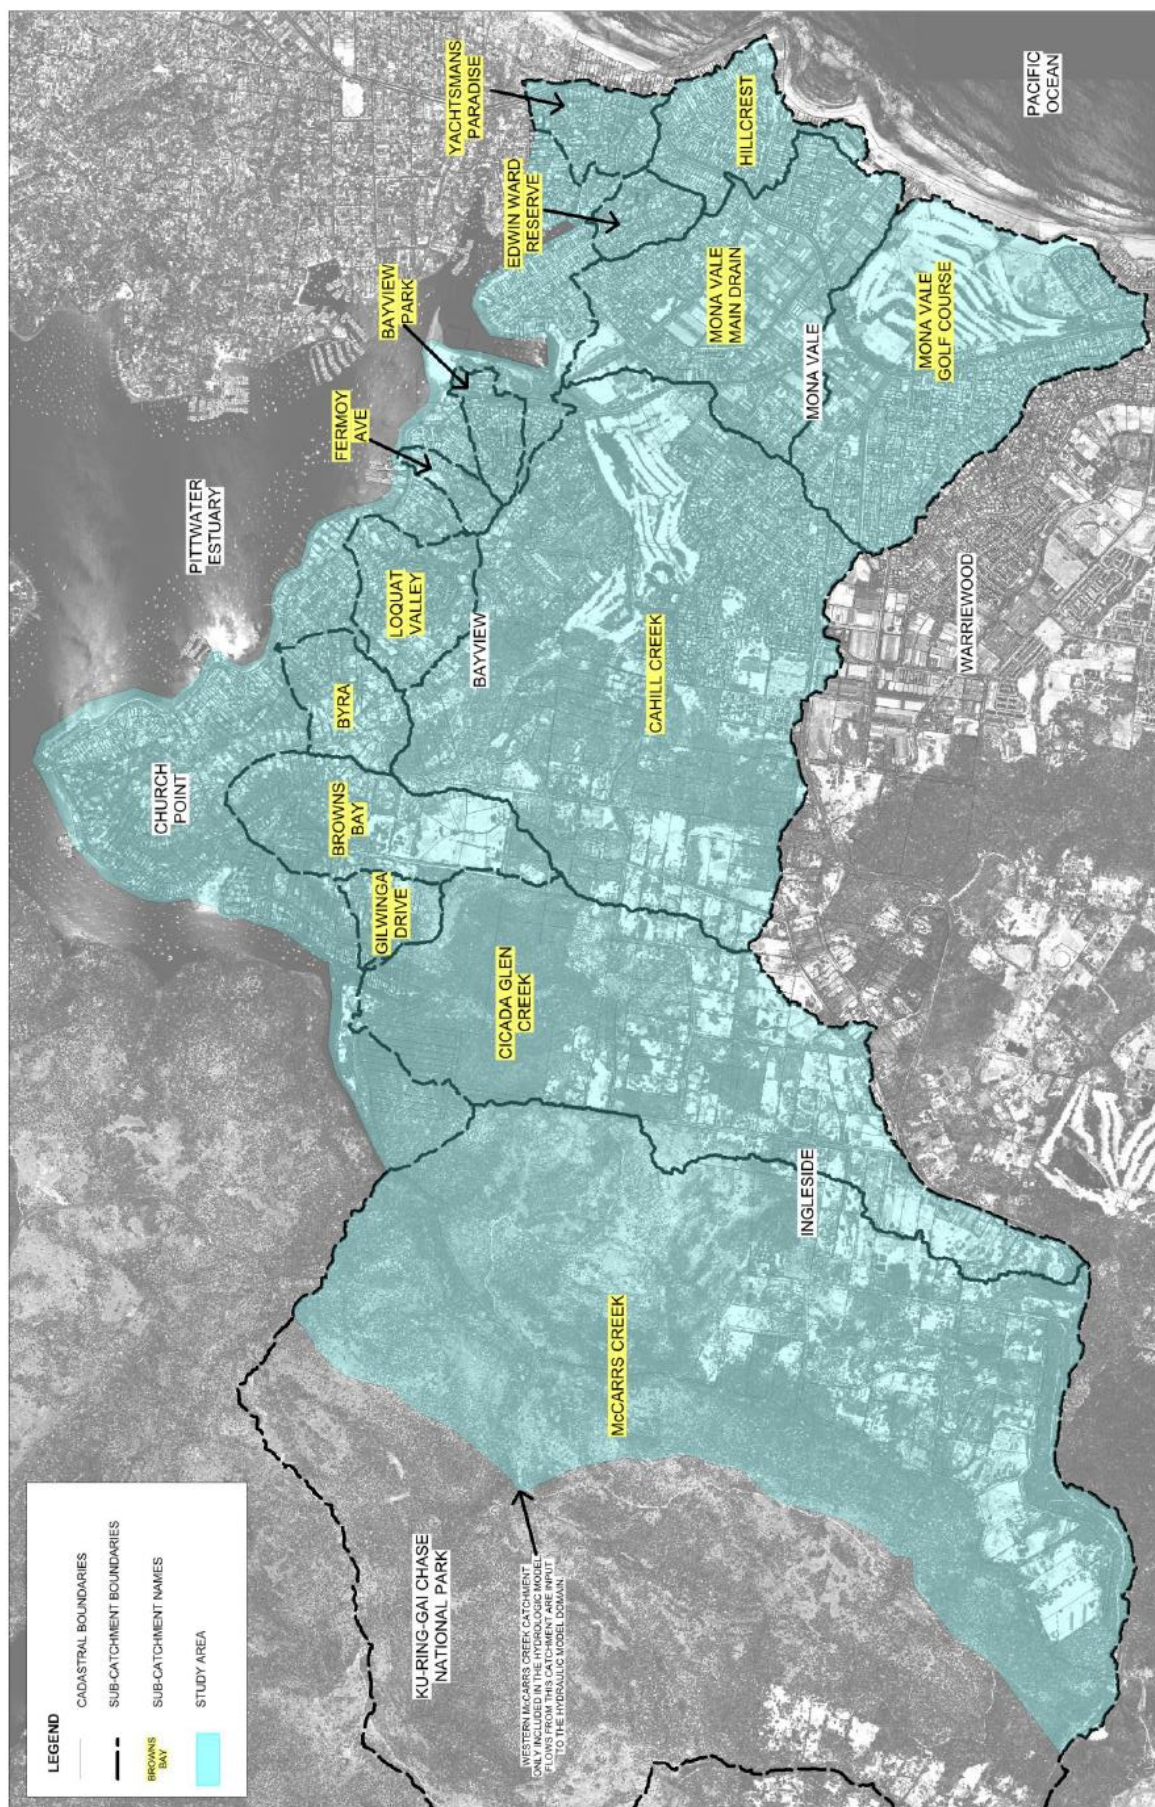 LEGEND
CADASTRAL BOUNDARIES
SUB-CATCHMENT BOUNDARIES
BROWNS
BAY
SUB-CATCHMENT NAMES
STUDY AREA
KU-RING-GAI CHASE
NATIONAL PARK
WESTERN McCARRS CREEK CATCHMENT
ONLY INCLUDED IN THE HYDROLOGIC MODEL
FLOWS FROM THIS CATCHMENT ARE INPUT
TO THE HYDRAULIC MODEL DOMAIN.
McCARRS CREEK
INGLESIDE
CICADA GLEN
CREEK
GILWINGA
DRIVE
BROWNS
BAY
CHURCH
POINT
BYRA
LOQUAT
VALLEY
BAYVIEW
CAHILL CREEK
WARRIEWOOD
PITTWATER
ESTUARY
FERMOY
AVE
BAYVIEW
PARK
EDWIN WARD
RESERVE
YACHTSMANS
PARADISE
HILLCREST
MONA VALE
MAIN DRAIN
MONA VALE
MONA VALE
GOLF COURSE
PACIFIC
OCEAN